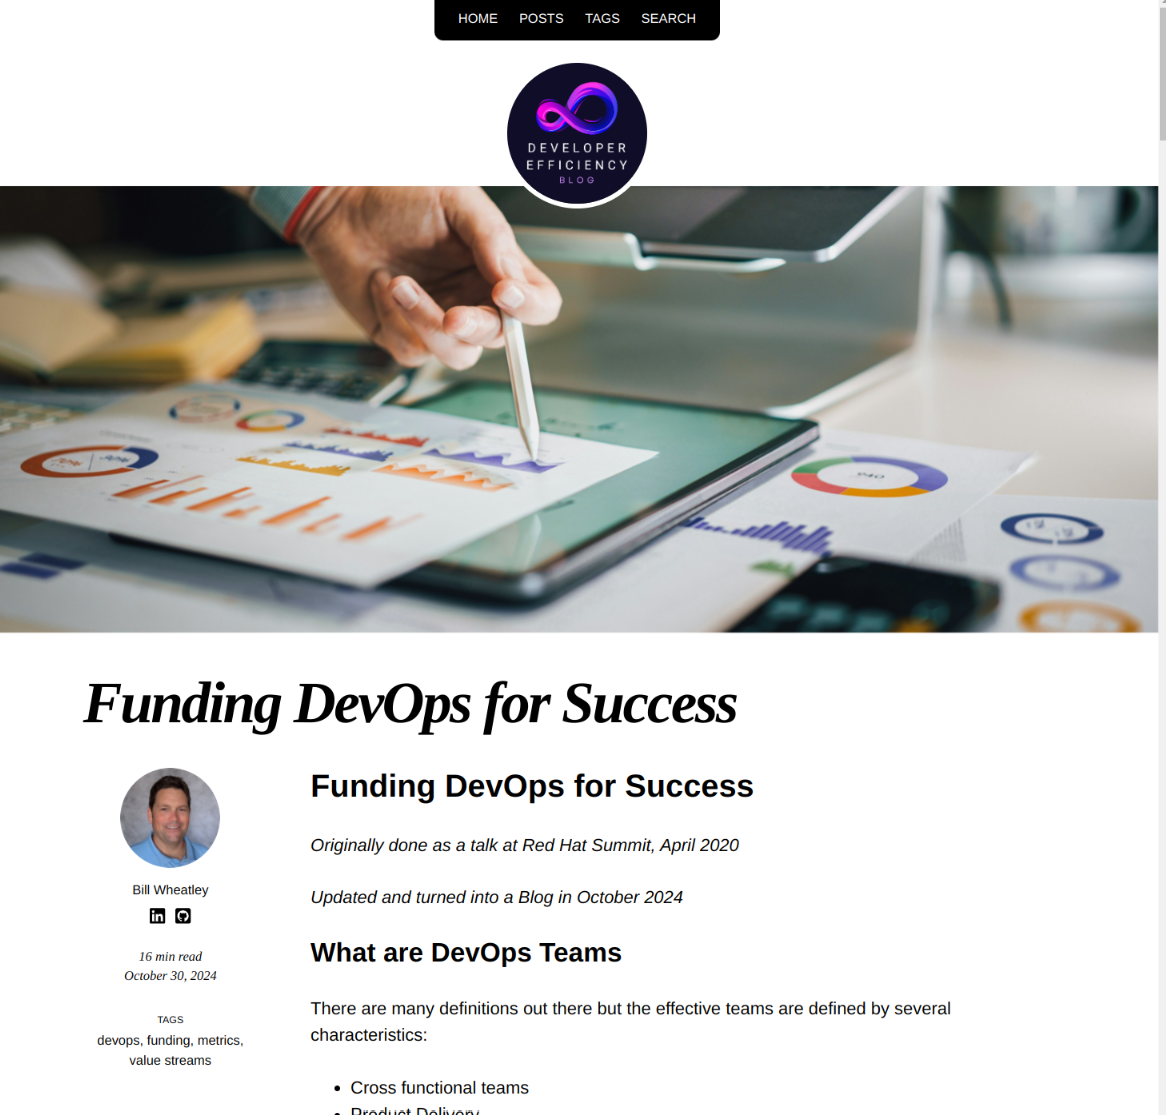 HOME POSTS TAGS SEARCH
DEVELOPER
EFFICIENCY
BLOG
Funding DevOps for Success
Funding DevOps for Success
Originally done as a talk at Red Hat Summit, April 2020
Updated and turned into a Blog in October 2024
What are DevOps Teams
There are many definitions out there but the effective teams are defined by several
characteristics:
• Cross functional teams
• Product Delivery
Bill Wheatley
16 min read
October 30, 2024
TAGS
devops, funding, metrics,
value streams